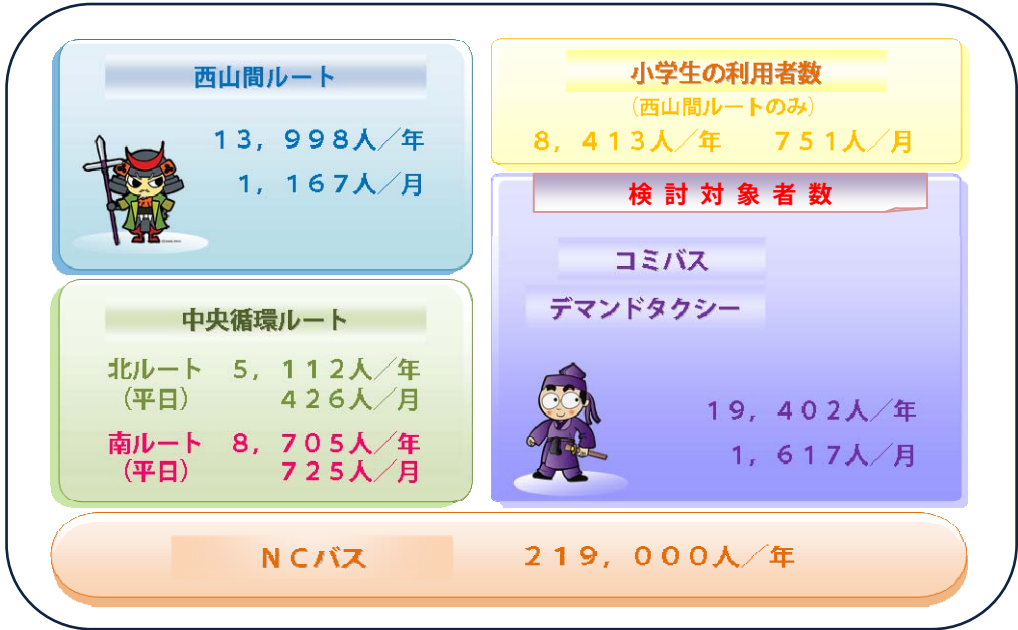 西山間ルート
13，998人／年
1，167人／月
小学生の利用者数
（西山間ルートのみ）
8，413人／年　751人／月
検討対象者数
コミバス
デマンドタクシー
19，402人／年
1，617人／月
中央循環ルート
北ルート　5，112人／年
（平日）　426人／月
南ルート　8，705人／年
（平日）　725人／月
NCバス　219，000人／年